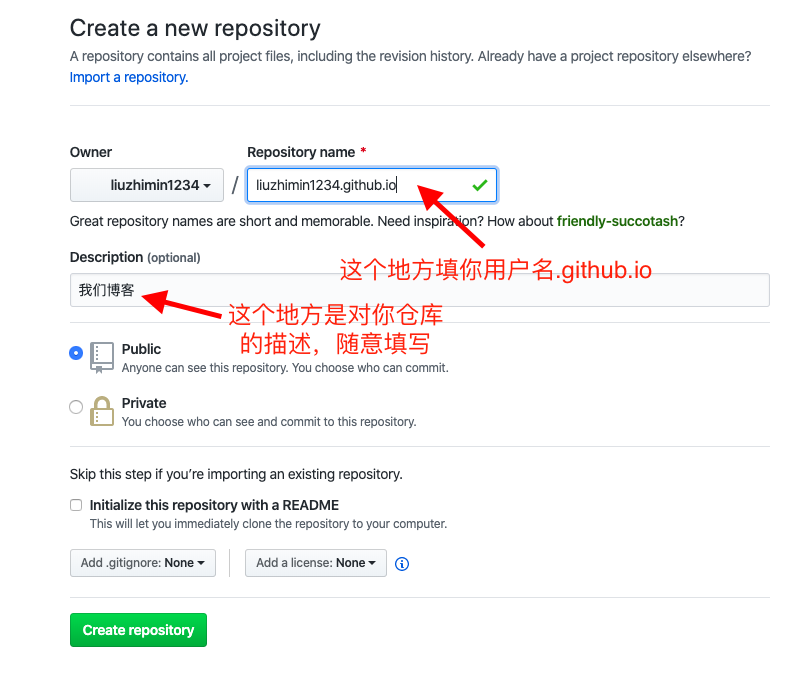 Create a new repository
A repository contains all project files, including the revision history. Already have a project repository elsewhere?
Import a repository.
Owner
Repository name *
liuzhimin1234
/
liuzhimin1234.github.io
Great repository names are short and memorable. Need inspiration? How about friendly-succotash?
Description (optional)
这个地方填你用户名.github.io
我们博客
这个地方是对你仓库
的描述，随意填写
Public
Anyone can see this repository. You choose who can commit.
Private
You choose who can see and commit to this repository.
Skip this step if you’re importing an existing repository.
Initialize this repository with a README
This will let you immediately clone the repository to your computer.
Add .gitignore: None
Add a license: None
Create repository